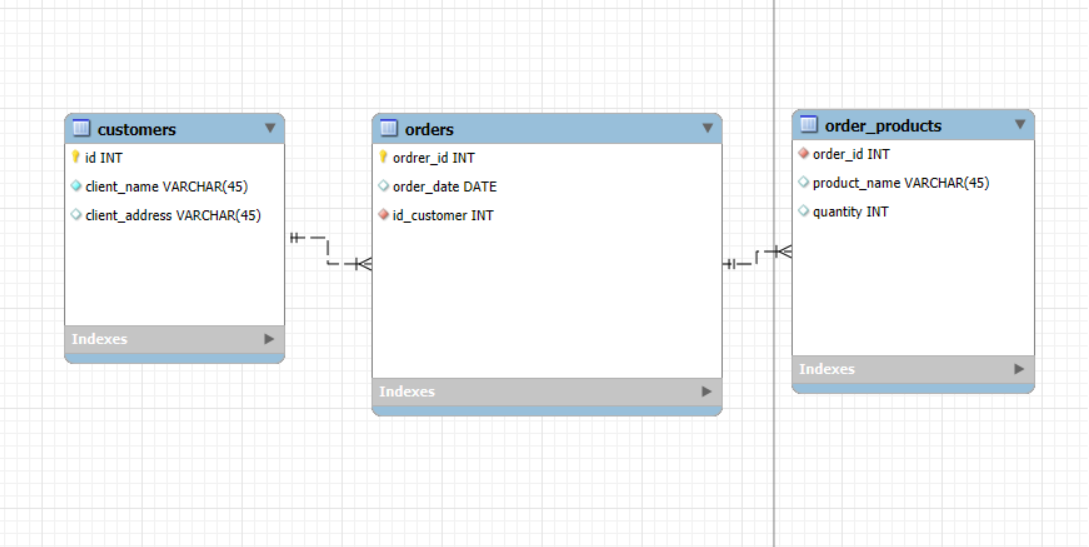 customers
id INT
client_name VARCHAR(45)
client_address VARCHAR(45)
Indexes
orders
ordrer_id INT
order_date DATE
id_customer INT
Indexes
order_products
order_id INT
product_name VARCHAR(45)
quantity INT
Indexes